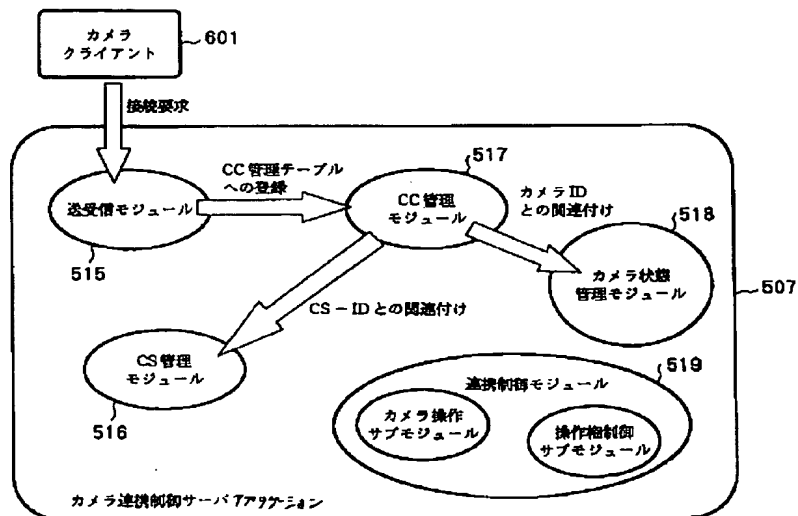 カメラ
クライアント
601
接続要求
CC管理テーブル
への登録
517
CC管理
モジュール
カメラID
との関連付け
518
送受信モジュール
515
カメラ状態
管理モジュール
507
CS-IDとの関連付け
CS管理
モジュール
516
519
連携制御モジュール
カメラ操作
サブモジュール
操作権制御
サブモジュール
カメラ連携制御サーバアプリケーション